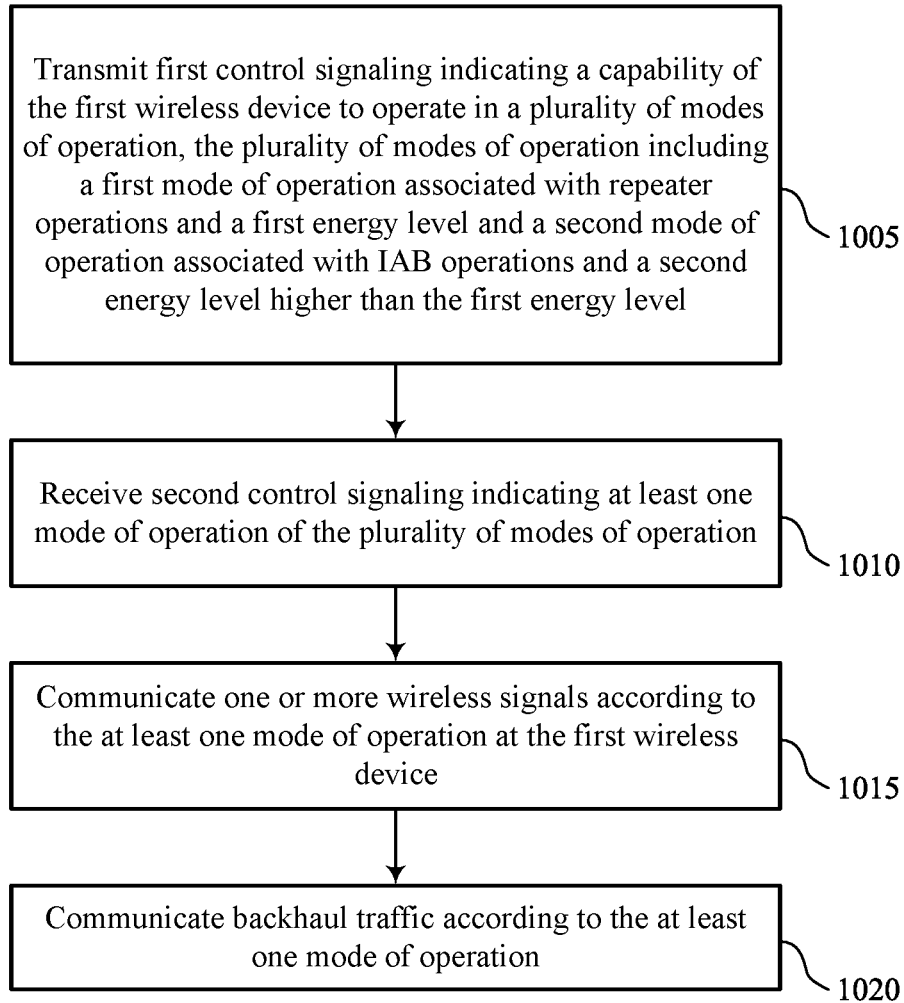 Transmit first control signaling indicating a capability of
the first wireless device to operate in a plurality of modes
of operation, the plurality of modes of operation including
a first mode of operation associated with repeater
operations and a first energy level and a second mode of
operation associated with IAB operations and a second
energy level higher than the first energy level
1005
Receive second control signaling indicating at least one
mode of operation of the plurality of modes of operation
1010
Communicate one or more wireless signals according to
the at least one mode of operation at the first wireless
device
1015
Communicate backhaul traffic according to the at least
one mode of operation
1020